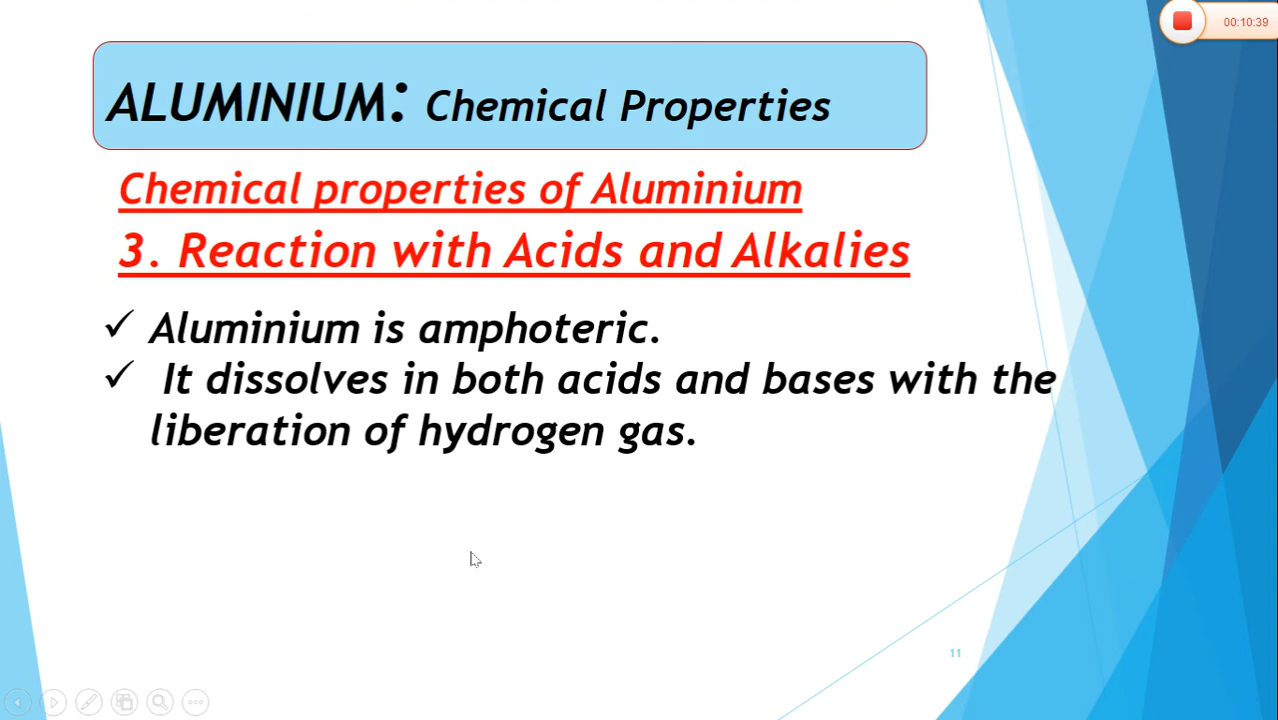 00:10:39
ALUMINIUM: Chemical Properties
Chemical properties of Aluminium
3. Reaction with Acids and Alkalies
✓ Aluminium is amphoteric.
✓ It dissolves in both acids and bases with the
liberation of hydrogen gas.
11